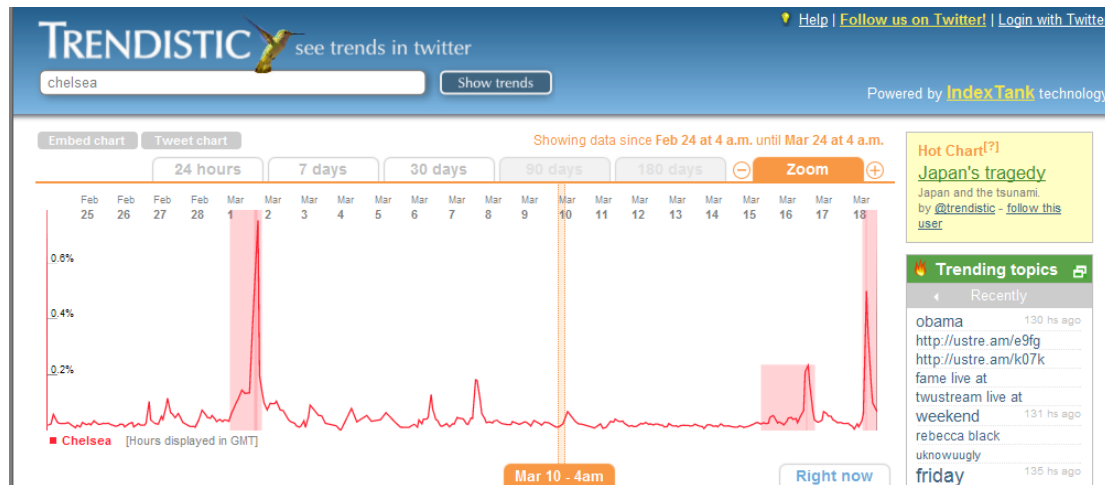 Help | Follow us on Twitter! | Login with Twitte
TRENDISTIC see trends in twitter
chelsea Show trends
Powered by IndexTank technology
Embed chart Tweet chart Showing data since Feb 24 at 4 a.m. until Mar 24 at 4 a.m.
24 hours 7 days 30 days 90 days 180 days Zoom
Feb Feb Feb Feb Mar Mar Mar Mar Mar Mar Mar Mar Mar Mar Mar Mar Mar Mar Mar Mar Mar Mar
25 26 27 28 1 2 3 4 5 6 7 8 9 10 11 12 13 14 15 16 17 18
0.6%
0.4%
0.2%
Chelsea [Hours displayed in GMT]
Mar 10 - 4am Right now
Hot Chart[?]
Japan's tragedy
Japan and the tsunami.
by @trendistic - follow this
user
Trending topics
Recently
obama 130 hs ago
http://ustre.am/e9fg
http://ustre.am/k07k
fame live at
twustream live at
weekend 131 hs ago
rebecca black
uknowuugly
friday 135 hs ago